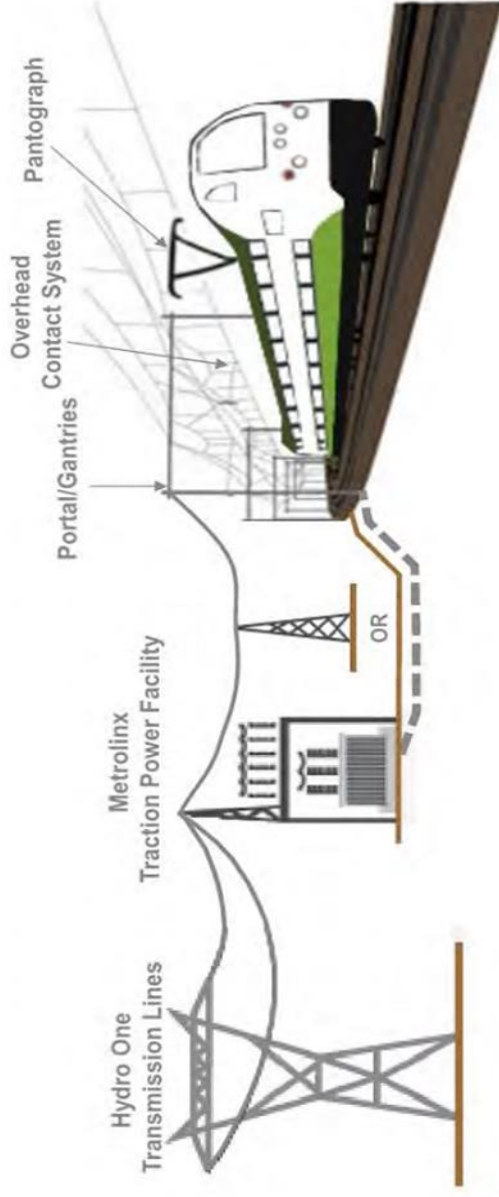 Hydro One
Transmission Lines
Metrolinx
Traction Power Facility
OR
Portal/Gantries
Overhead
Contact System
Pantograph